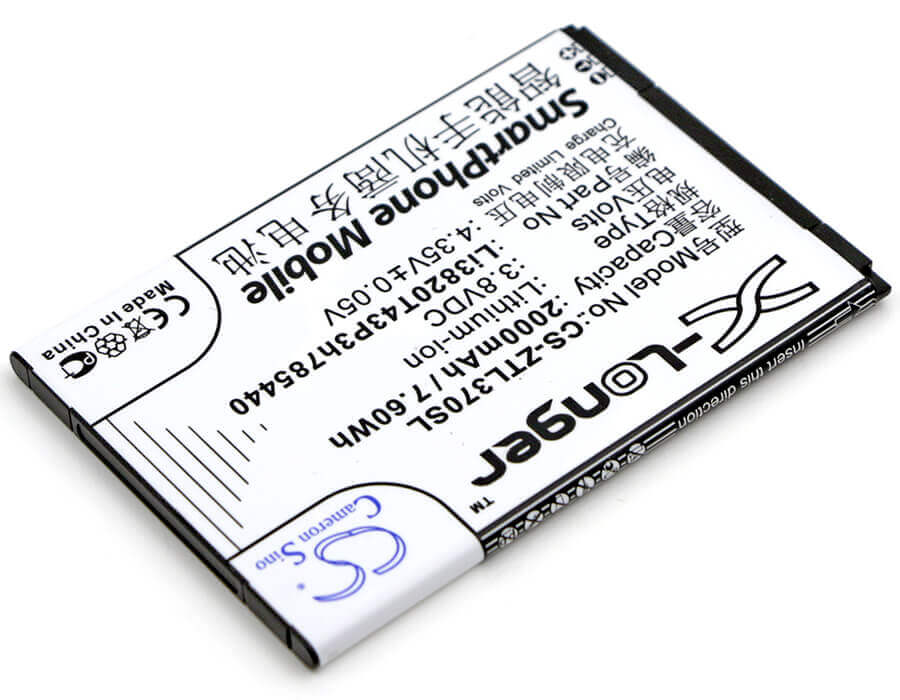 X-Longer™
型号Model No.:CS-ZTL370SL
容量Capacity 2000mAh / 7.60Wh
规格Type Lithium-ion
电压Volts 3.8VDC
编号Part No Li3820T43P3h785440
充电限制电压 4.35V±0.05V
Charge Limited Volts
智能手机商务电池
SmartPhone Mobile
CE
Made in China
CS
Cameron Sino
Insert this direction